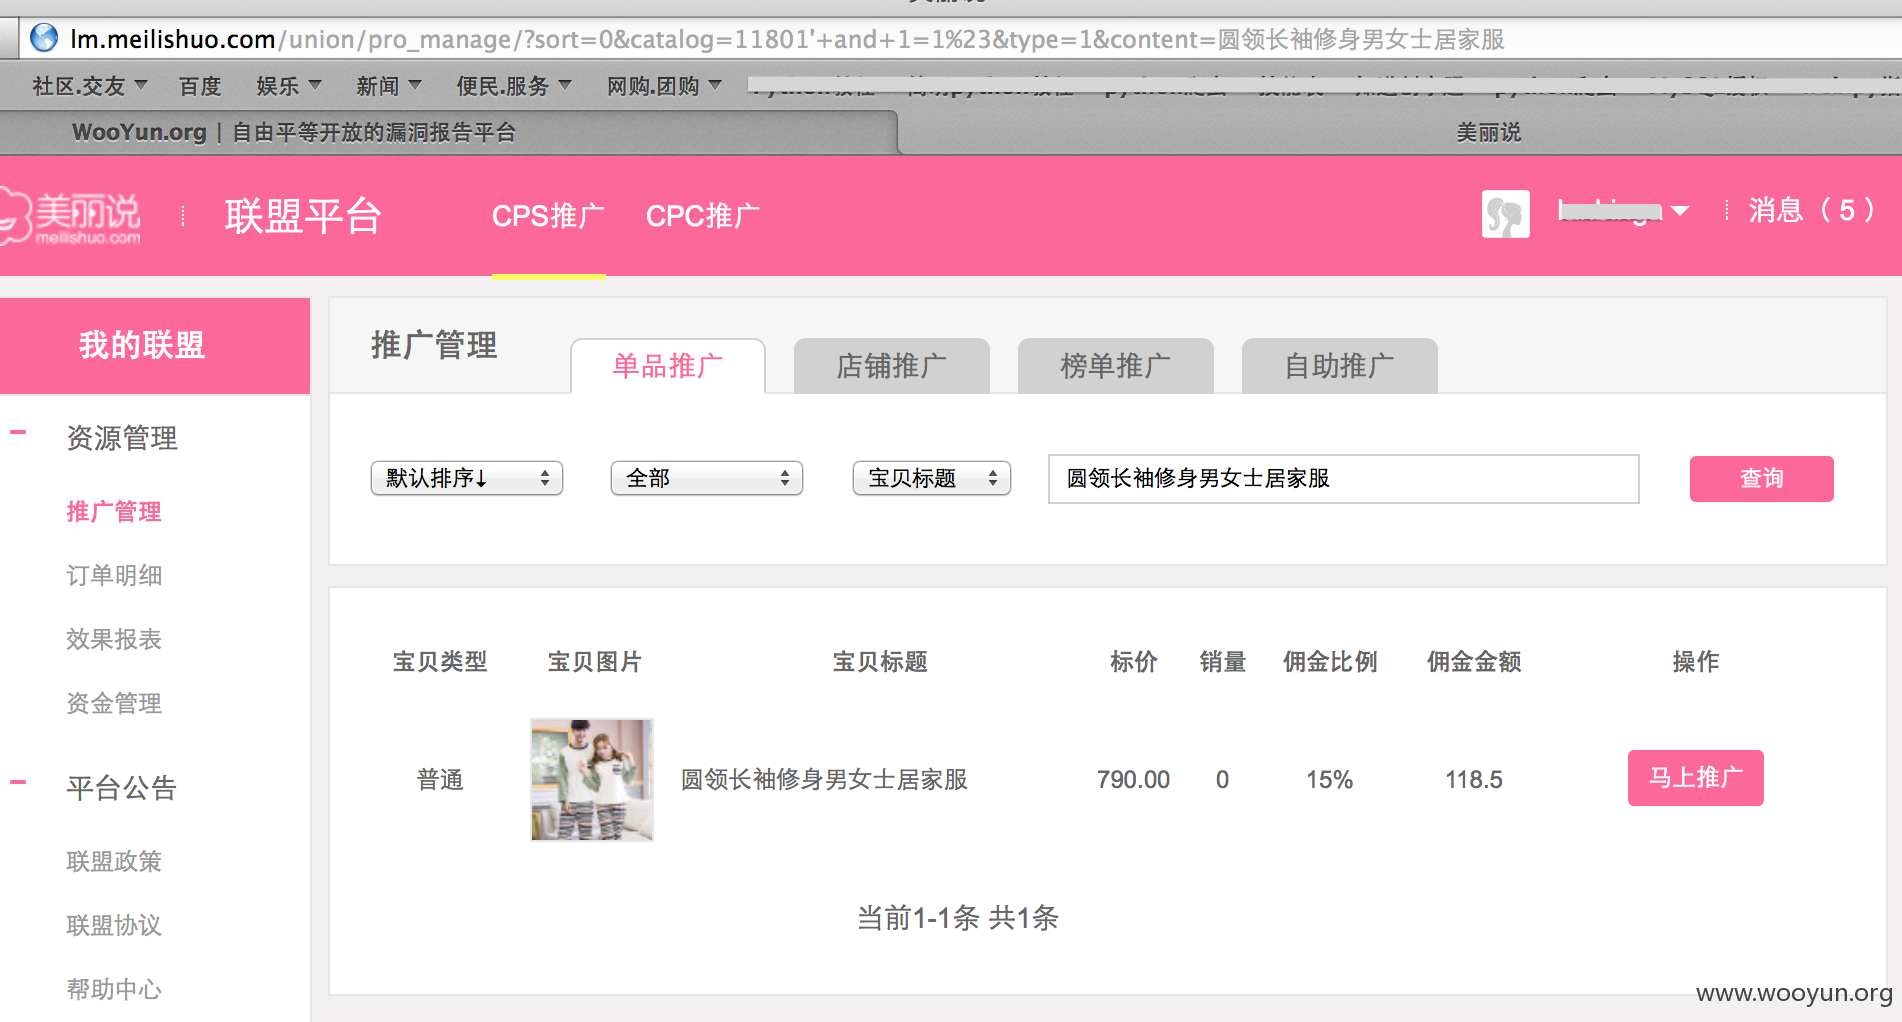 美丽说
lm.meilishuo.com/union/pro_manage/?sort=0&catalog=11801'+and+1=1%23&type=1&content=圆领长袖修身男女士居家服
社区.交友 百度 娱乐 新闻 便民.服务 网购.团购
WooYun.org | 自由平等开放的漏洞报告平台 美丽说
美丽说 meilishuo.com 联盟平台 CPS推广 CPC推广 消息（5）
我的联盟
资源管理
推广管理
订单明细
效果报表
资金管理
平台公告
联盟政策
联盟协议
帮助中心
推广管理 单品推广 店铺推广 榜单推广 自助推广
默认排序↓ 全部 宝贝标题 圆领长袖修身男女士居家服 查询
宝贝类型 宝贝图片 宝贝标题 标价 销量 佣金比例 佣金金额 操作
普通 圆领长袖修身男女士居家服 790.00 0 15% 118.5 马上推广
当前1-1条 共1条
www.wooyun.org